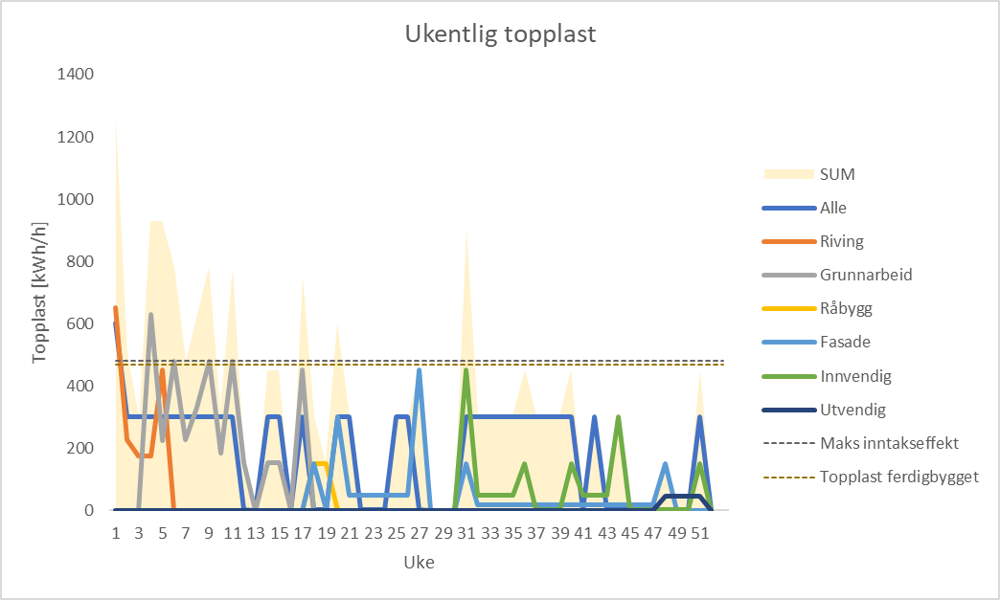 Ukentlig topplast
1400
1200
1000
800
600
400
200
0
Topplast [kWh/h]
1 3 5 7 9 11 13 15 17 19 21 23 25 27 29 31 33 35 37 39 41 43 45 47 49 51
Uke
SUM
Alle
Riving
Grunnarbeid
Råbygg
Fasade
Innvendig
Utvendig
Maks inntakseffekt
Topplast ferdigbygget